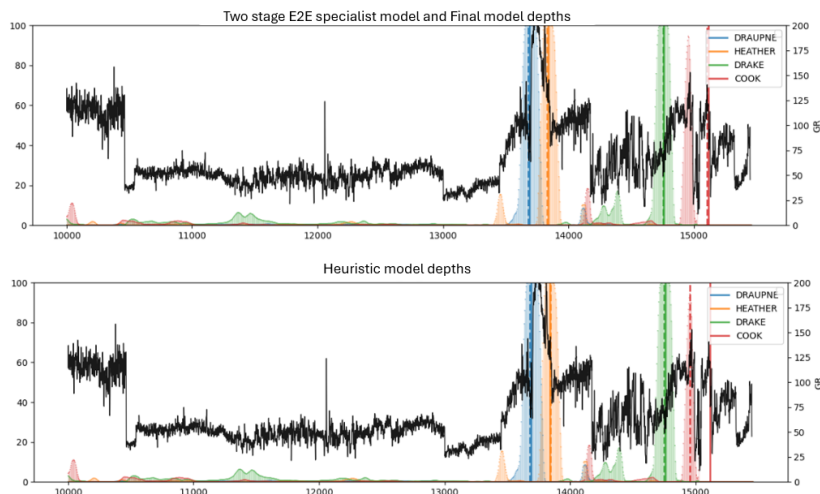 Two stage E2E specialist model and Final model depths
100
80
60
40
20
0
200
175
150
125
100
75
50
25
0
GR
DRAUPNE
HEATHER
DRAKE
COOK
10000 11000 12000 13000 14000 15000
Heuristic model depths
100
80
60
40
20
0
200
175
150
125
100
75
50
25
0
GR
DRAUPNE
HEATHER
DRAKE
COOK
10000 11000 12000 13000 14000 15000